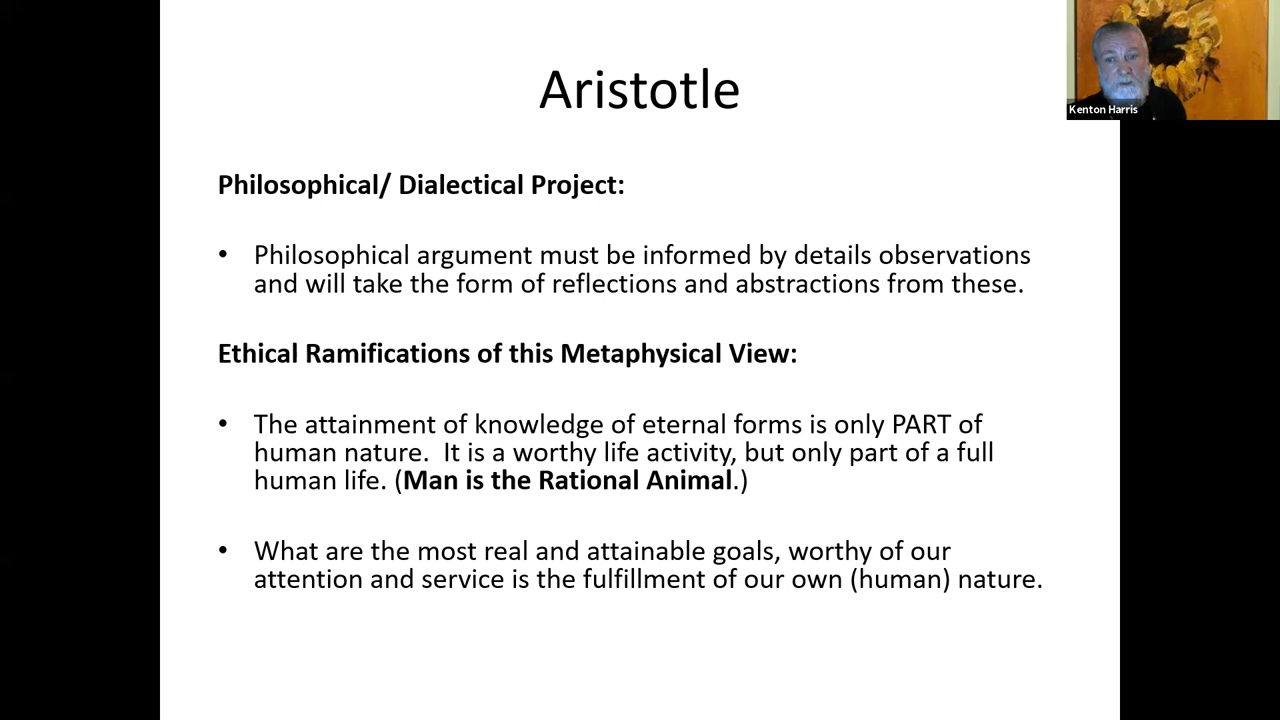 Aristotle
Kenton Harris
Philosophical/ Dialectical Project:
• Philosophical argument must be informed by details observations
and will take the form of reflections and abstractions from these.
Ethical Ramifications of this Metaphysical View:
• The attainment of knowledge of eternal forms is only PART of
human nature.  It is a worthy life activity, but only part of a full
human life. (Man is the Rational Animal.)
• What are the most real and attainable goals, worthy of our
attention and service is the fulfillment of our own (human) nature.